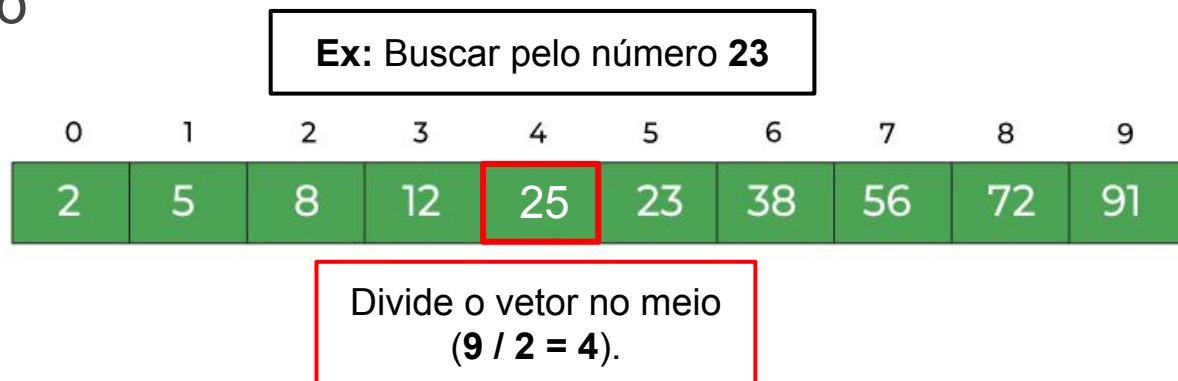 o
Ex: Buscar pelo número 23
0 1 2 3 4 5 6 7 8 9
2 5 8 12 25 23 38 56 72 91
Divide o vetor no meio
(9 / 2 = 4).